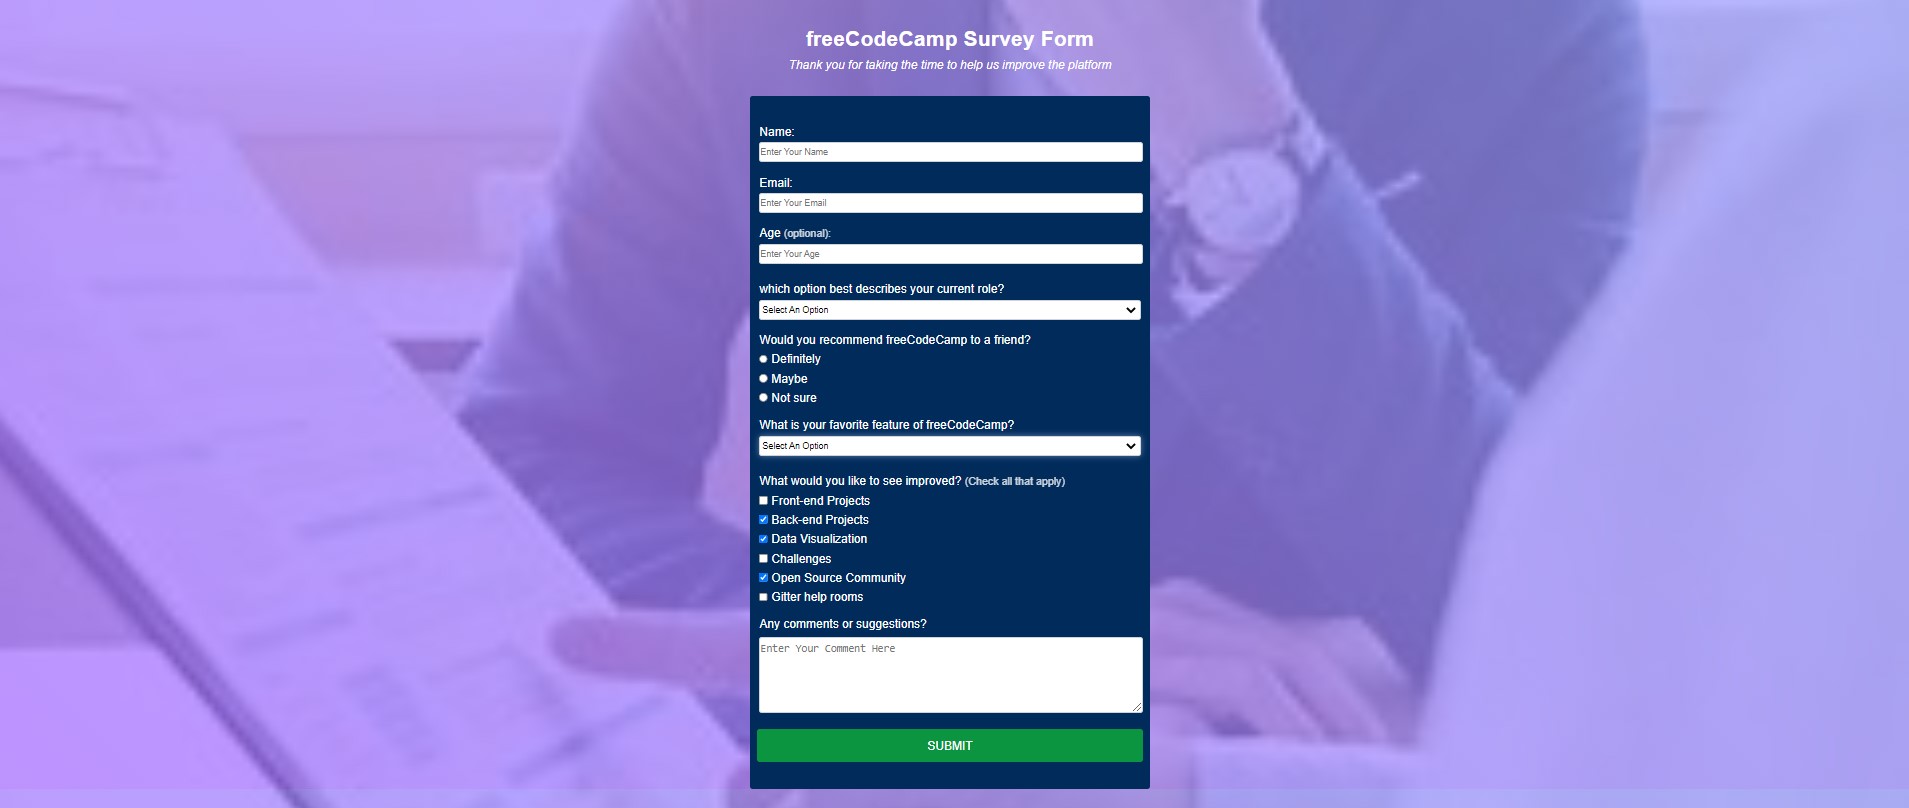 freeCodeCamp Survey Form
Thank you for taking the time to help us improve the platform
Name:
Enter Your Name
Email:
Enter Your Email
Age (optional):
Enter Your Age
which option best describes your current role?
Select An Option
Would you recommend freeCodeCamp to a friend?
Definitely
Maybe
Not sure
What is your favorite feature of freeCodeCamp?
Select An Option
What would you like to see improved? (Check all that apply)
Front-end Projects
Back-end Projects
Data Visualization
Challenges
Open Source Community
Gitter help rooms
Any comments or suggestions?
Enter Your Comment Here
SUBMIT